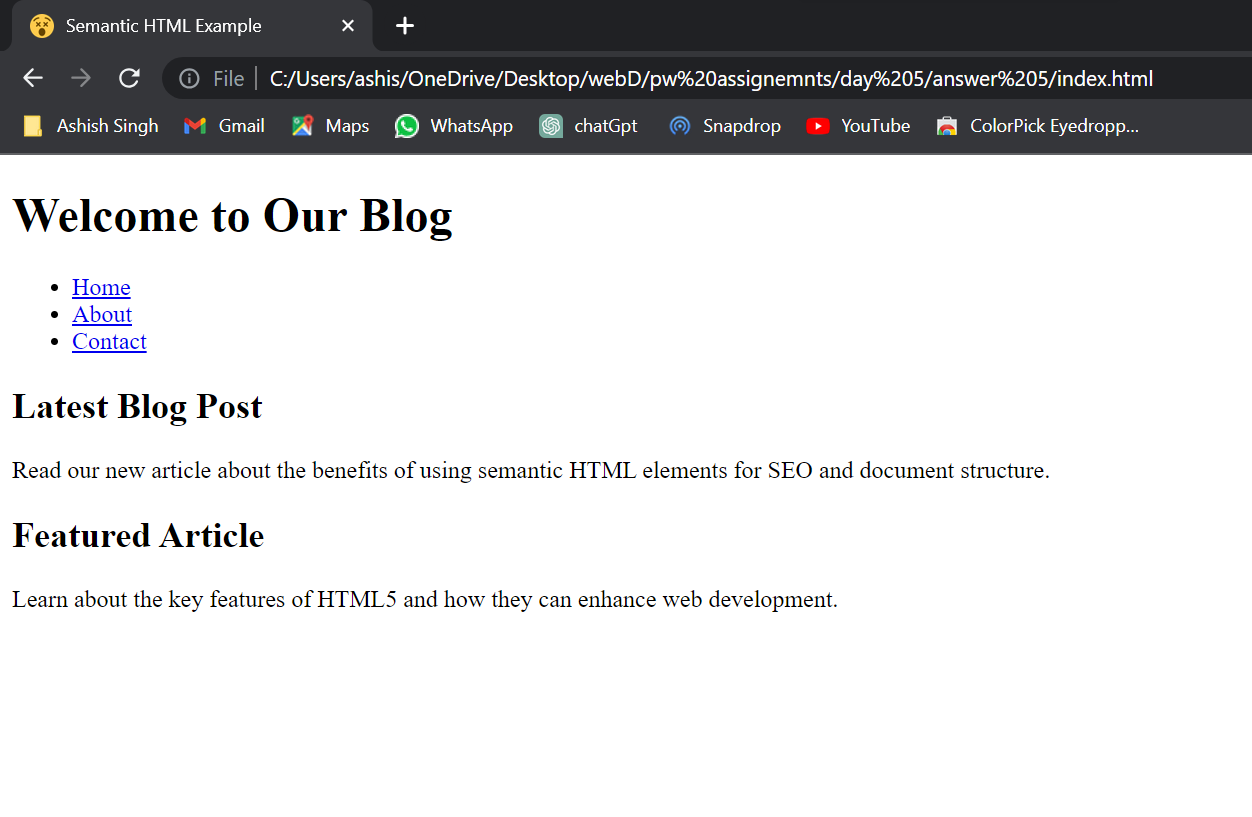 Semantic HTML Example
File C:/Users/ashis/OneDrive/Desktop/webD/pw%20assignemnts/day%205/answer%205/index.html
Ashish Singh Gmail Maps WhatsApp chatGpt Snapdrop YouTube ColorPick Eyedropp...
Welcome to Our Blog
Home
About
Contact
Latest Blog Post
Read our new article about the benefits of using semantic HTML elements for SEO and document structure.
Featured Article
Learn about the key features of HTML5 and how they can enhance web development.